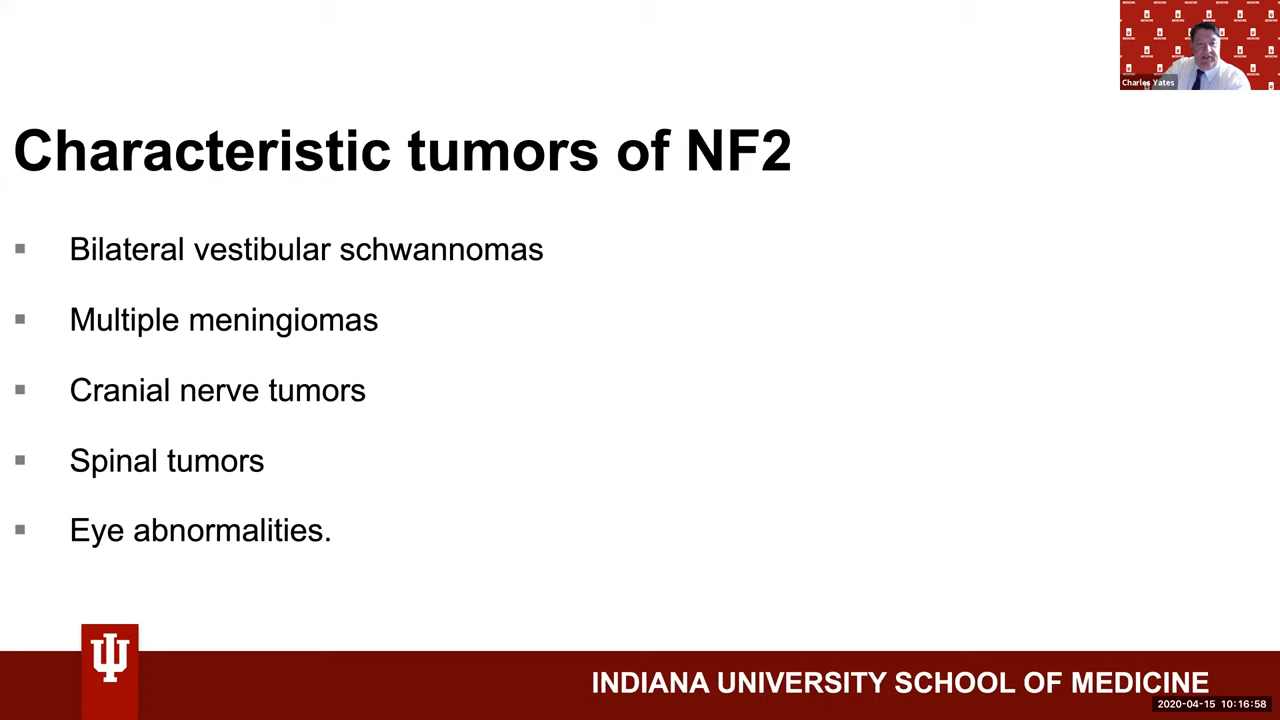 Charles Yates
Characteristic tumors of NF2
▪ Bilateral vestibular schwannomas
▪ Multiple meningiomas
▪ Cranial nerve tumors
▪ Spinal tumors
▪ Eye abnormalities.
INDIANA UNIVERSITY SCHOOL OF MEDICINE
2020-04-15 10:16:58